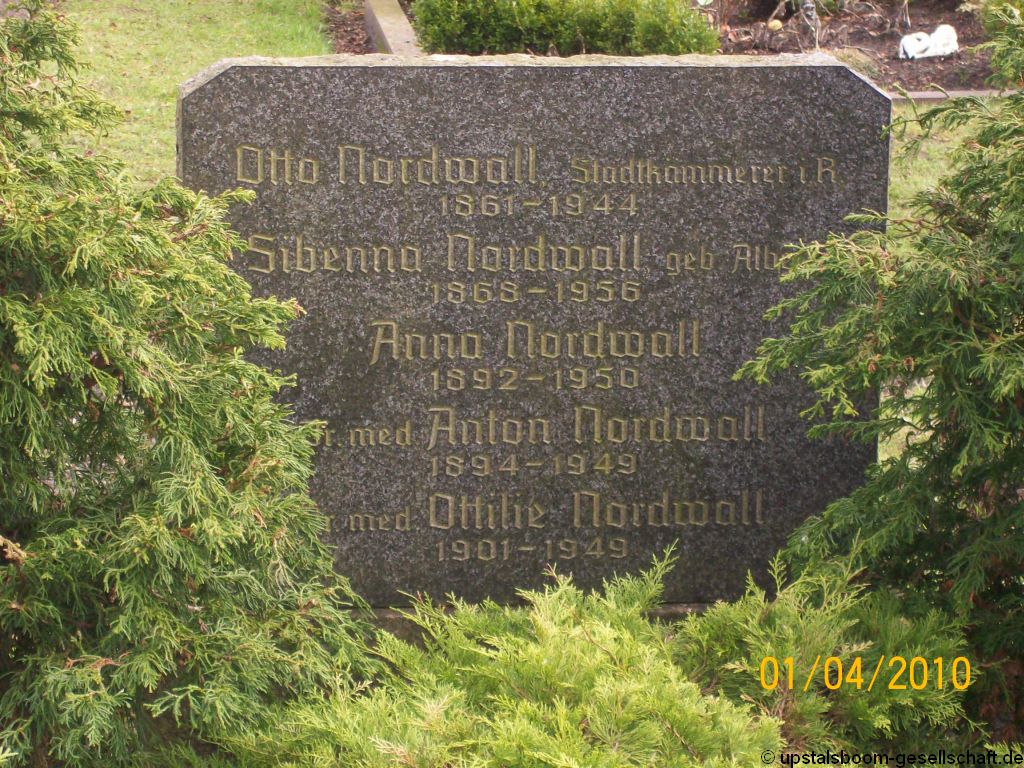 Otto Nordwall, Stadtkämmerer i.R.
1861-1944
Sibenna Nordwall geb
1868-1956
Anna Nordwall
1892-1950
med Anton Nordwall
1894-1949
med Ottilie Nordwall
1901-1949
01/04/2010
© upstalsboom-gesellschaft.de